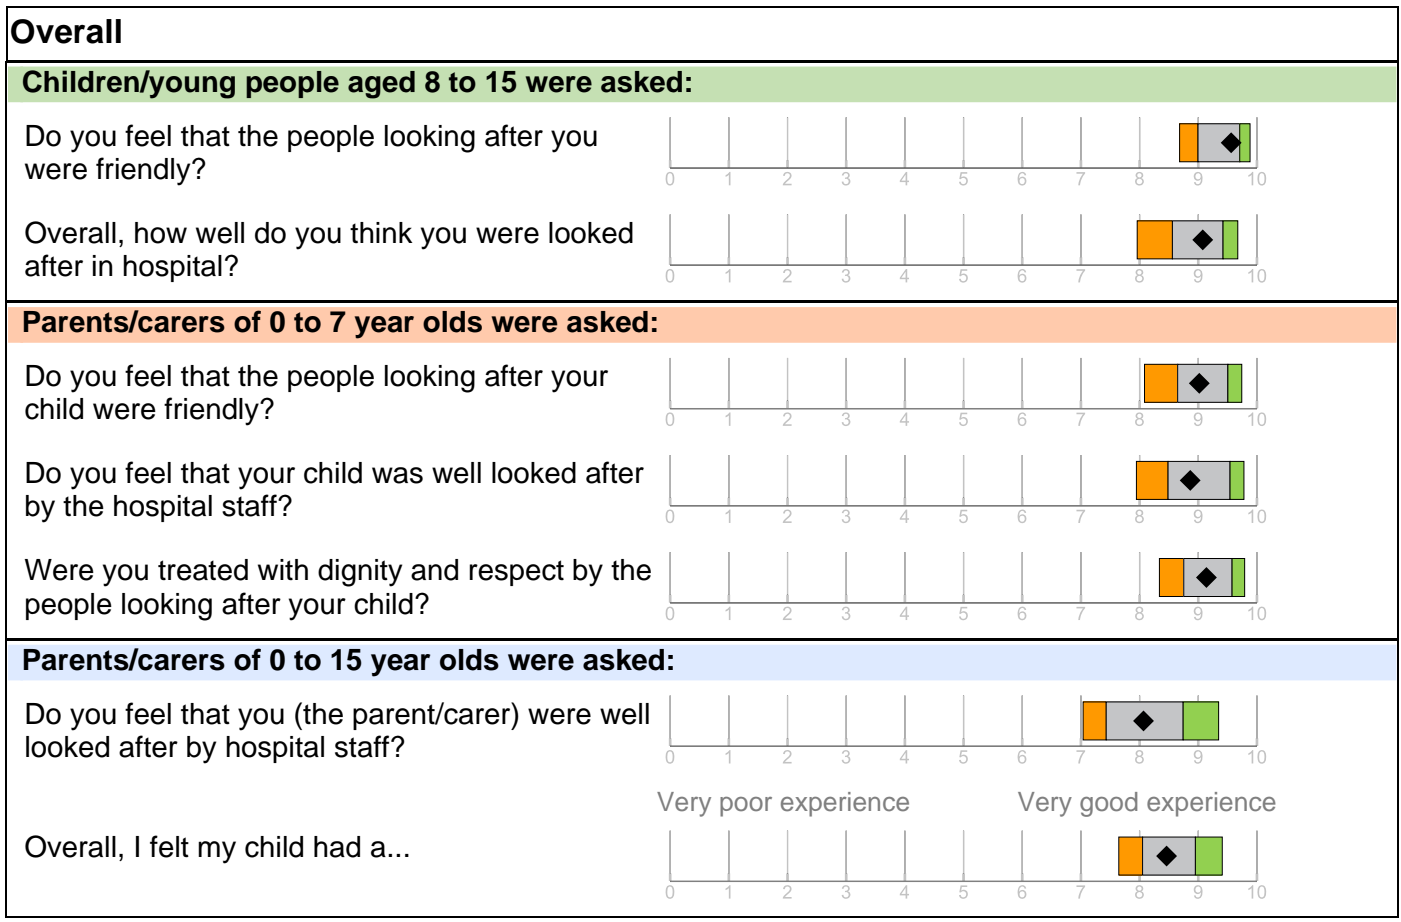 Overall
Children/young people aged 8 to 15 were asked:
Do you feel that the people looking after you
were friendly?
0 1 2 3 4 5 6 7 8 9 10
Overall, how well do you think you were looked
after in hospital?
0 1 2 3 4 5 6 7 8 9 10
Parents/carers of 0 to 7 year olds were asked:
Do you feel that the people looking after your
child were friendly?
0 1 2 3 4 5 6 7 8 9 10
Do you feel that your child was well looked after
by the hospital staff?
0 1 2 3 4 5 6 7 8 9 10
Were you treated with dignity and respect by the
people looking after your child?
0 1 2 3 4 5 6 7 8 9 10
Parents/carers of 0 to 15 year olds were asked:
Do you feel that you (the parent/carer) were well
looked after by hospital staff?
0 1 2 3 4 5 6 7 8 9 10
Very poor experience Very good experience
Overall, I felt my child had a...
0 1 2 3 4 5 6 7 8 9 10